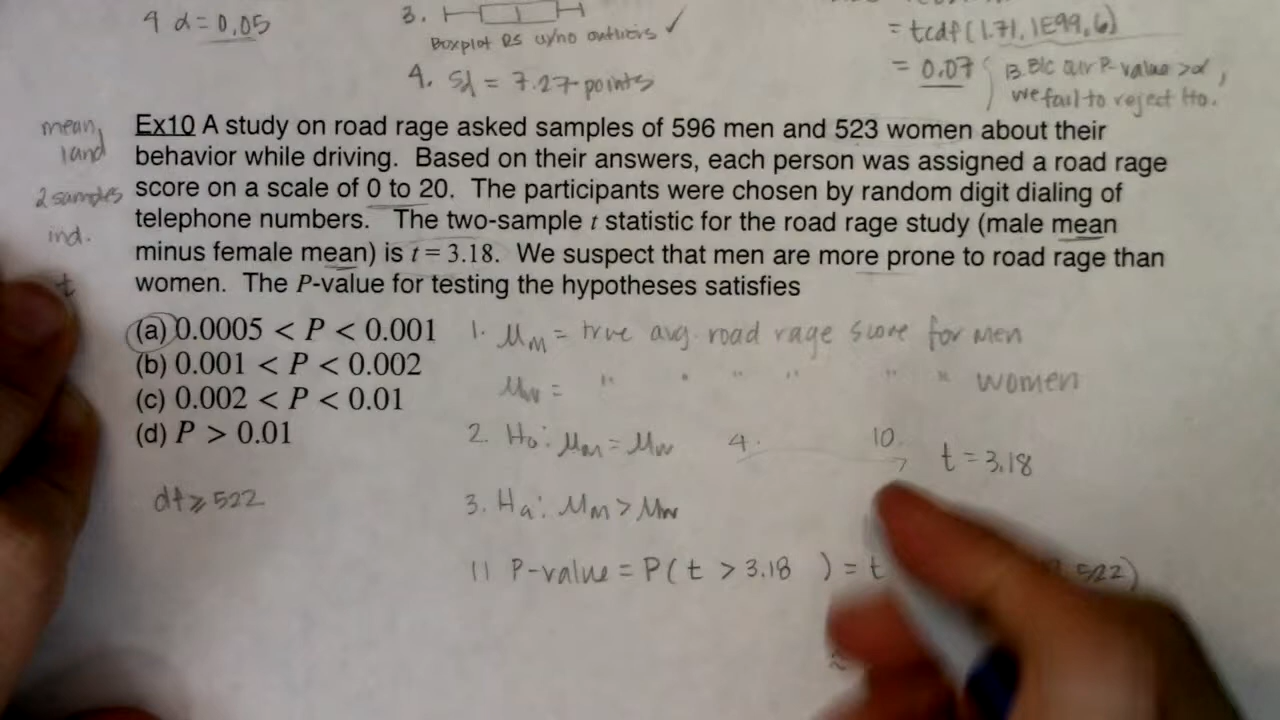 9 α = 0.05
3.
Boxplot w/no outliers ✓
4. Sd = 7.27 points
= tcdf(1.71, 1E99, 6)
= 0.07
B. B/c our P-value > α,
we fail to reject Ho.
mean,
land
2 samples
ind.
t
Ex10 A study on road rage asked samples of 596 men and 523 women about their
behavior while driving. Based on their answers, each person was assigned a road rage
score on a scale of 0 to 20. The participants were chosen by random digit dialing of
telephone numbers. The two-sample t statistic for the road rage study (male mean
minus female mean) is t = 3.18. We suspect that men are more prone to road rage than
women. The P-value for testing the hypotheses satisfies
(a) 0.0005 < P < 0.001
(b) 0.001 < P < 0.002
(c) 0.002 < P < 0.01
(d) P > 0.01
df ≥ 522
1. μM = true avg. road rage score for men
μw = " " " " " " women
2. Ho: μm = μw
4.
10.
t = 3.18
3. Ha: μm > μw
11 P-value = P(t > 3.18 ) = t 522)
≈